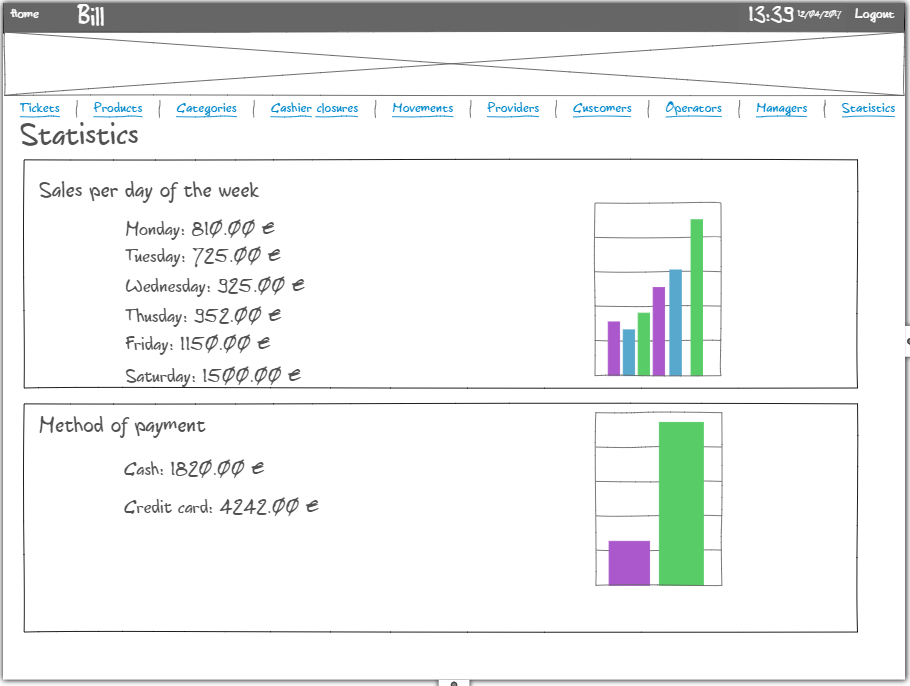 Home Bill 13:39 12/04/2017 Logout
Tickets | Products | Categories | Cashier closures | Movements | Providers | Customers | Operators | Managers | Statistics
Statistics
Sales per day of the week
Monday: 810.00 €
Tuesday: 725.00 €
Wednesday: 925.00 €
Thusday: 952.00 €
Friday: 1150.00 €
Saturday: 1500.00 €
Method of payment
Cash: 1820.00 €
Credit card: 4242.00 €